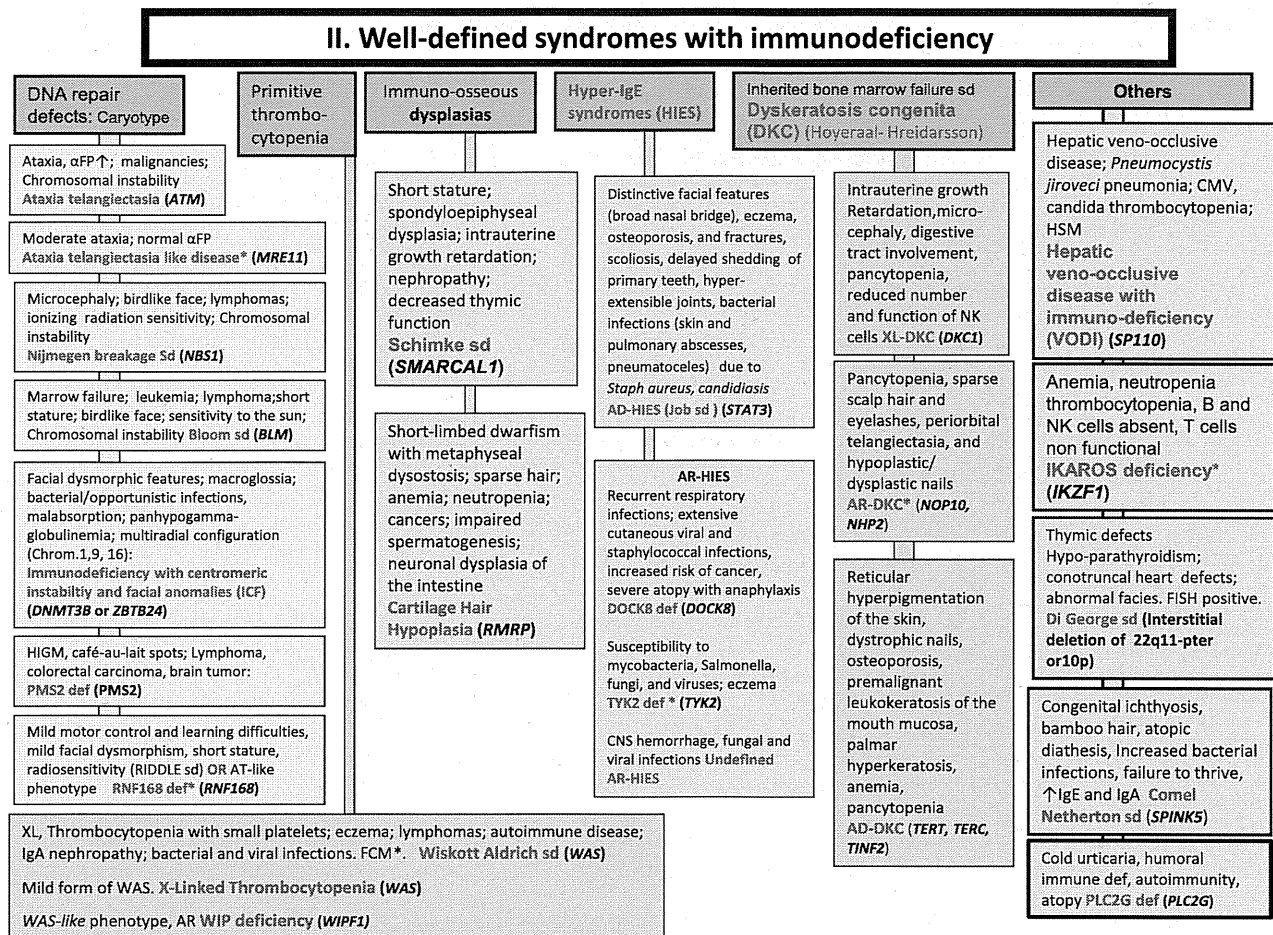 II. Well-defined syndromes with immunodeficiency
DNA repair
defects: Caryotype
Ataxia, αFP↑; malignancies;
Chromosomal instability
Ataxia telangiectasia (ATM)
Moderate ataxia; normal αFP
Ataxia telangiectasia like disease* (MRE11)
Microcephaly; birdlike face; lymphomas;
ionizing radiation sensitivity; Chromosomal
instability
Nijmegen breakage Sd (NBS1)
Marrow failure; leukemia; lymphoma;short
stature; birdlike face; sensitivity to the sun;
Chromosomal instability Bloom sd (BLM)
Facial dysmorphic features; macroglossia;
bacterial/opportunistic infections,
malabsorption; panhypogamma-
globulinemia; multiradial configuration
(Chrom.1,9, 16):
Immunodeficiency with centromeric
instabiltiy and facial anomalies (ICF)
(DNMT3B or ZBTB24)
HIGM, café-au-lait spots; Lymphoma,
colorectal carcinoma, brain tumor:
PMS2 def (PMS2)
Mild motor control and learning difficulties,
mild facial dysmorphism, short stature,
radiosensitivity (RIDDLE sd) OR AT-like
phenotype RNF168 def* (RNF168)
Primitive
thrombo-
cytopenia
XL, Thrombocytopenia with small platelets; eczema; lymphomas; autoimmune disease;
IgA nephropathy; bacterial and viral infections. FCM*. Wiskott Aldrich sd (WAS)
Mild form of WAS. X-Linked Thrombocytopenia (WAS)
WAS-like phenotype, AR WIP deficiency (WIPF1)
Immuno-osseous
dysplasias
Short stature;
spondyloepiphyseal
dysplasia; intrauterine
growth retardation;
nephropathy;
decreased thymic
function
Schimke sd
(SMARCAL1)
Short-limbed dwarfism
with metaphyseal
dysostosis; sparse hair;
anemia; neutropenia;
cancers; impaired
spermatogenesis;
neuronal dysplasia
of the intestine
Cartilage Hair
Hypoplasia (RMRP)
Hyper-IgE
syndromes (HIES)
Distinctive facial features
(broad nasal bridge), eczema,
osteoporosis, and fractures,
scoliosis, delayed shedding of
primary teeth, hyper-
extensible joints, bacterial
infections (skin and
pulmonary abscesses,
pneumatoceles) due to
Staph aureus, candidiasis
AD-HIES (Job sd ) (STAT3)
AR-HIES
Recurrent respiratory
infections; extensive
cutaneous viral and
staphylococcal infections,
increased risk of cancer,
severe atopy with anaphylaxis
DOCK8 def (DOCK8)
Susceptibility to
mycobacteria, Salmonella,
fungi, and viruses; eczema
TYK2 def * (TYK2)
CNS hemorrhage, fungal and
viral infections Undefined
AR-HIES
Inherited bone marrow failure sd
Dyskeratosis congenita
(DKC) (Hoyeraal- Hreidarsson)
Intrauterine growth
Retardation,micro-
cephaly, digestive
tract involvement,
pancytopenia,
reduced number
and function of NK
cells XL-DKC (DKC1)
Pancytopenia, sparse
scalp hair and
eyelashes, periorbital
telangiectasia, and
hypoplastic/
dysplastic nails
AR-DKC* (NOP10,
NHP2)
Reticular
hyperpigmentation
of the skin,
dystrophic nails,
osteoporosis,
premalignant
leukokeratosis of the
mouth mucosa,
palmar
hyperkeratosis,
anemia,
pancytopenia
AD-DKC (TERT, TERC,
TINF2)
Others
Hepatic veno-occlusive
disease; Pneumocystis
jiroveci pneumonia; CMV,
candida thrombocytopenia;
HSM
Hepatic
veno-occlusive
disease with
immuno-deficiency
(VODI) (SP110)
Anemia, neutropenia
thrombocytopenia, B and
NK cells absent, T cells
non functional
IKAROS deficiency*
(IKZF1)
Thymic defects
Hypo-parathyroidism;
conotruncal heart defects;
abnormal facies. FISH positive.
Di George sd (Interstitial
deletion of 22q11-pter
or10p)
Congenital ichthyosis,
bamboo hair, atopic
diathesis, Increased bacterial
infections, failure to thrive,
↑IgE and IgA Comel
Netherton sd (SPINK5)
Cold urticaria, humoral
immune def, autoimmunity,
atopy PLC2G def (PLC2G)